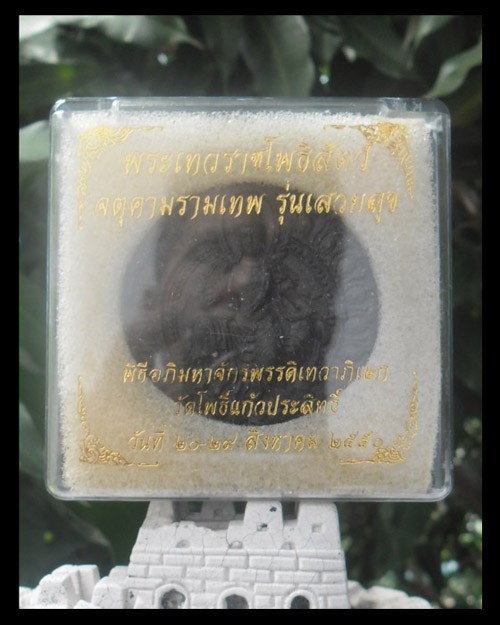 พระเทวราชโพธิสัตว์
จตุคามรามเทพ รุ่นเสวยสุข
พิธีอภิมหาจักรพรรดิเทวาภิเษก
วัดโพธิ์แก้วประสิทธิ์
วันที่ ๒๐-๒๙ สิงหาคม ๒๕๕๐